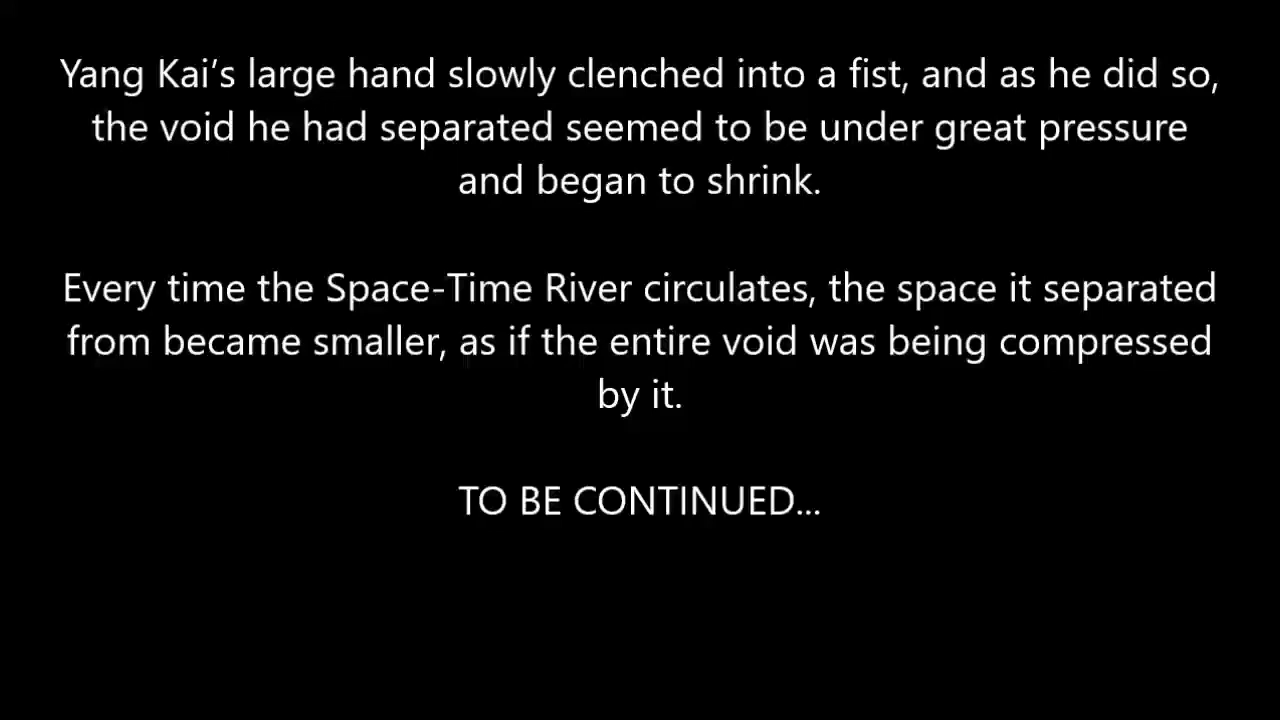 Yang Kai’s large hand slowly clenched into a fist, and as he did so,
the void he had separated seemed to be under great pressure
and began to shrink.
Every time the Space-Time River circulates, the space it separated
from became smaller, as if the entire void was being compressed
by it.
TO BE CONTINUED...